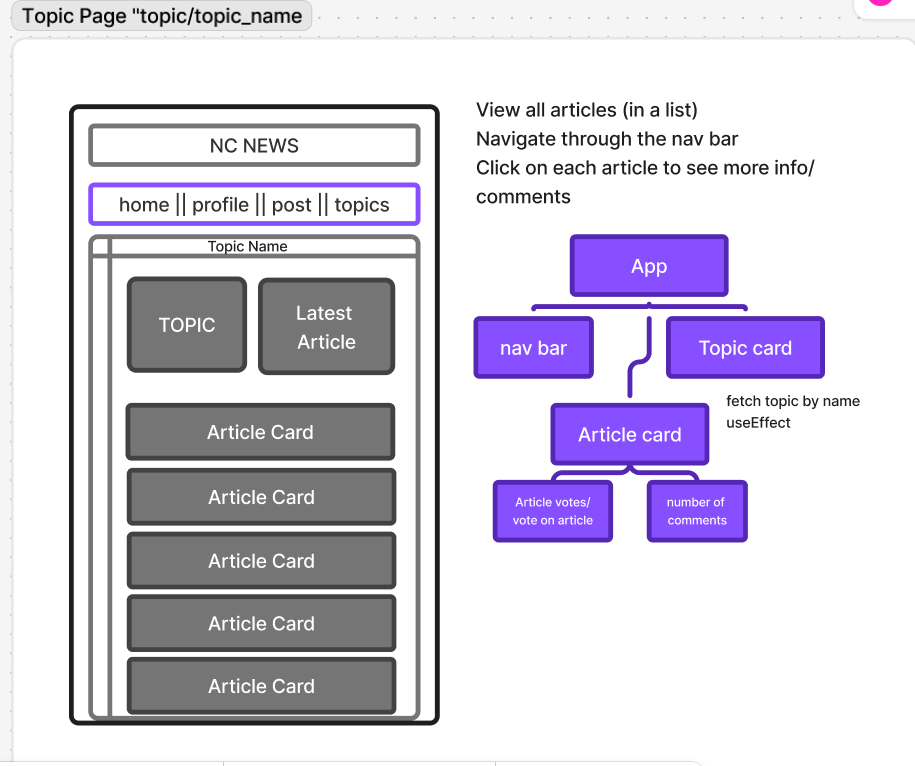 Topic Page "topic/topic_name
NC NEWS
home || profile || post || topics
Topic Name
TOPIC
Latest
Article
Article Card
Article Card
Article Card
Article Card
Article Card
View all articles (in a list)
Navigate through the nav bar
Click on each article to see more info/
comments
App
nav bar
Topic card
fetch topic by name
useEffect
Article card
Article votes/
vote on article
number of
comments